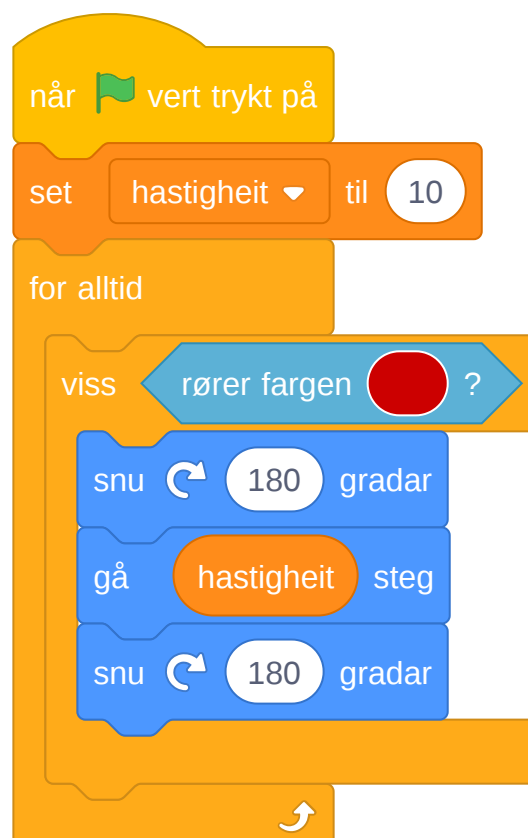 når vert trykt på
set hastigheit til 10
for alltid
viss rører fargen ?
snu 180 gradar
gå hastigheit steg
snu 180 gradar